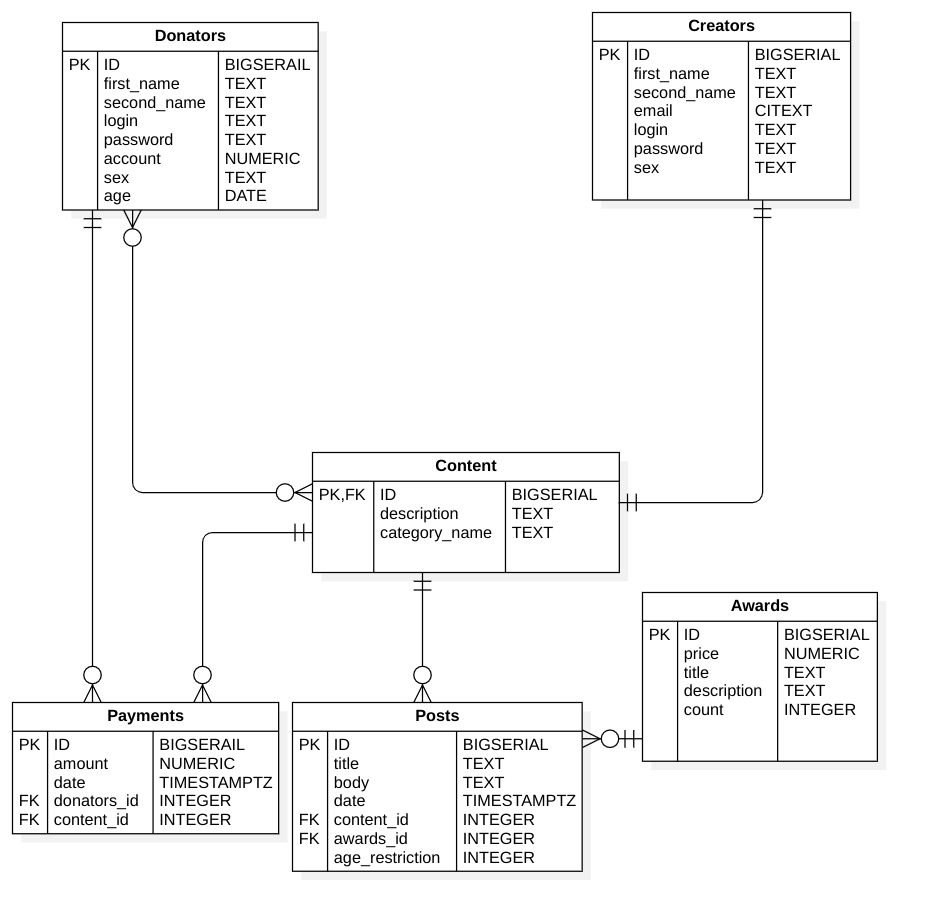 Donators
PK ID BIGSERAIL
first_name TEXT
second_name TEXT
login TEXT
password TEXT
account NUMERIC
sex TEXT
age DATE
Creators
PK ID BIGSERIAL
first_name TEXT
second_name TEXT
email CITEXT
login TEXT
password TEXT
sex TEXT
Content
PK,FK ID BIGSERIAL
description TEXT
category_name TEXT
Awards
PK ID BIGSERIAL
price NUMERIC
title TEXT
description TEXT
count INTEGER
Payments
PK ID BIGSERAIL
amount NUMERIC
date TIMESTAMPTZ
FK donators_id INTEGER
FK content_id INTEGER
Posts
PK ID BIGSERIAL
title TEXT
body TEXT
date TIMESTAMPTZ
FK content_id INTEGER
FK awards_id INTEGER
age_restriction INTEGER